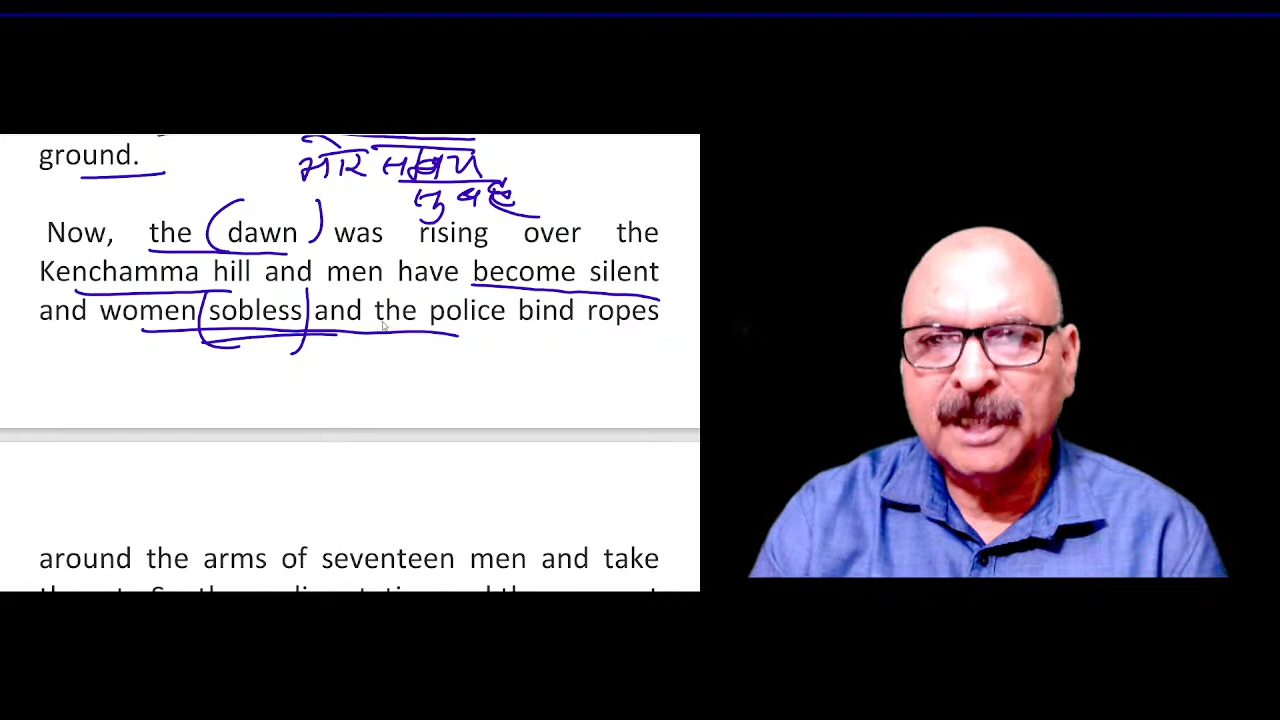 ground.
भोर
सुबह
Now, the (dawn) was rising over the
Kenchamma hill and men have become silent
and women (sobless) and the police bind ropes
around the arms of seventeen men and take